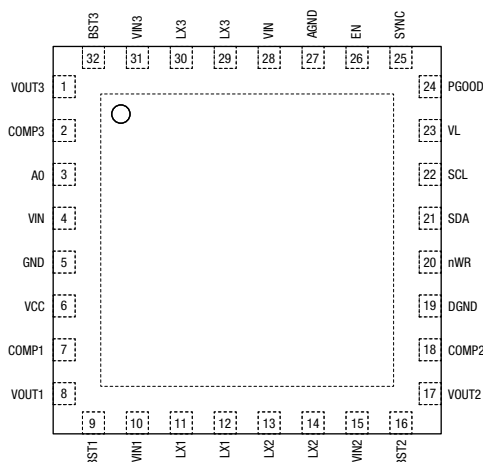 BST3 VIN3 LX3 LX3 VIN AGND EN SYNC
32 31 30 29 28 27 26 25
VOUT3 1 24 PGOOD
COMP3 2 23 VL
A0 3 22 SCL
VIN 4 21 SDA
GND 5 20 nWR
VCC 6 19 DGND
COMP1 7 18 COMP2
VOUT1 8 17 VOUT2
9 10 11 12 13 14 15 16
BST1 VIN1 LX1 LX1 LX2 LX2 VIN2 BST2